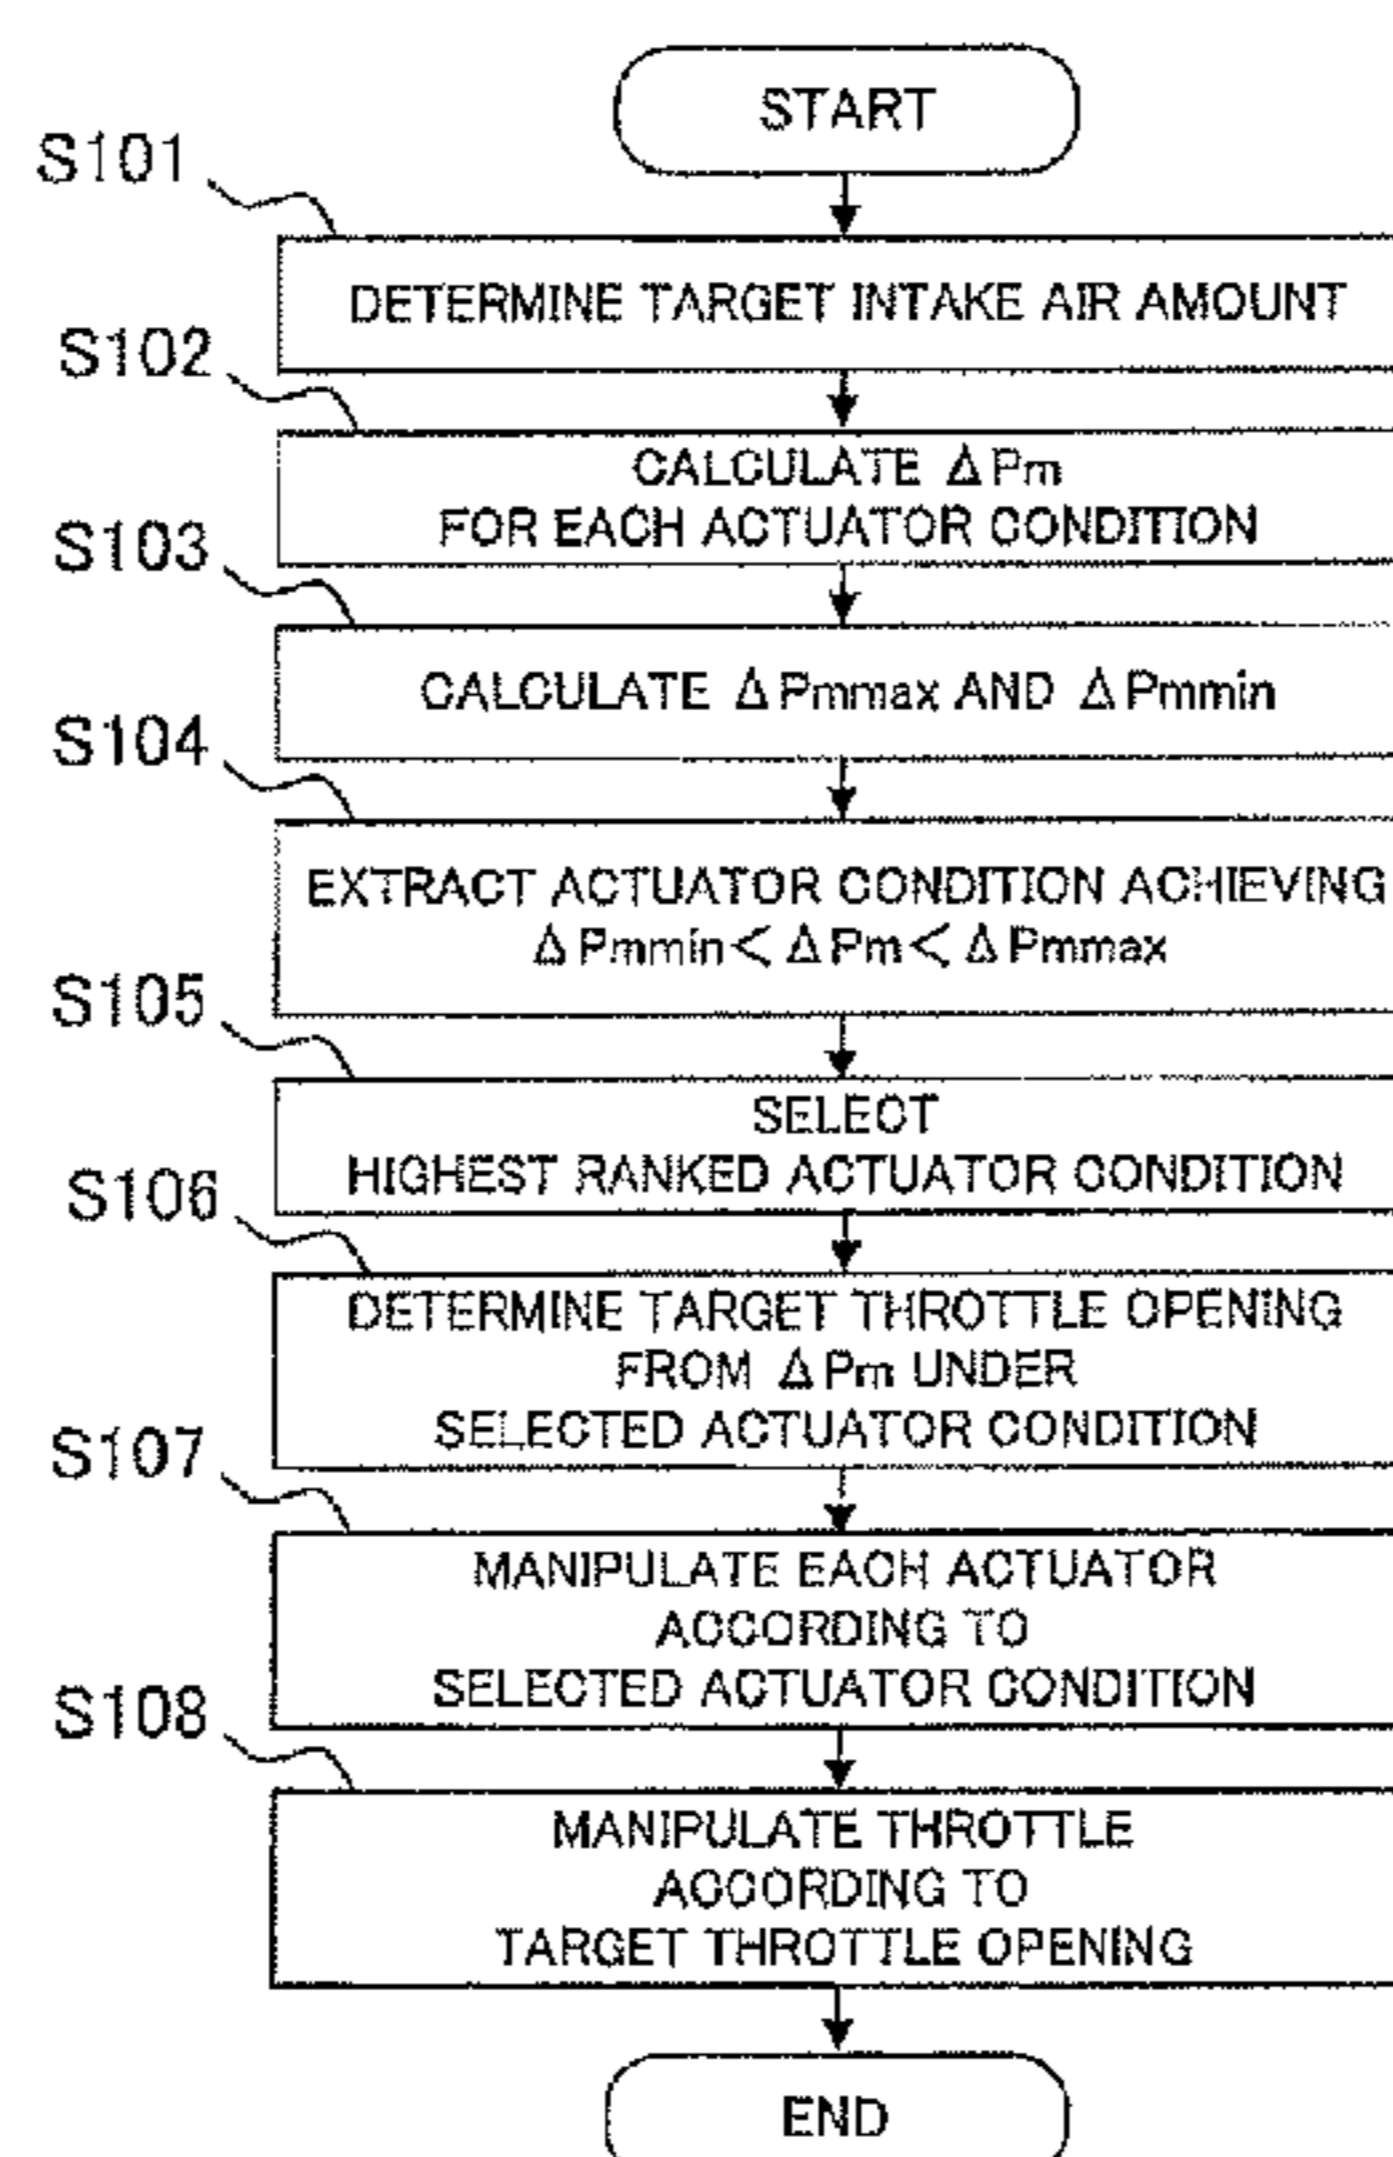 START
S101
DETERMINE TARGET INTAKE AIR AMOUNT
S102
CALCULATE ΔPm
FOR EACH ACTUATOR CONDITION
S103
CALCULATE ΔPmmax AND ΔPmmin
S104
EXTRACT ACTUATOR CONDITION ACHIEVING
ΔPmmin<ΔPm<ΔPmmax
S105
SELECT
HIGHEST RANKED ACTUATOR CONDITION
S106
DETERMINE TARGET THROTTLE OPENING
FROM ΔPm UNDER
SELECTED ACTUATOR CONDITION
S107
MANIPULATE EACH ACTUATOR
ACCORDING TO
SELECTED ACTUATOR CONDITION
S108
MANIPULATE THROTTLE
ACCORDING TO
TARGET THROTTLE OPENING
END